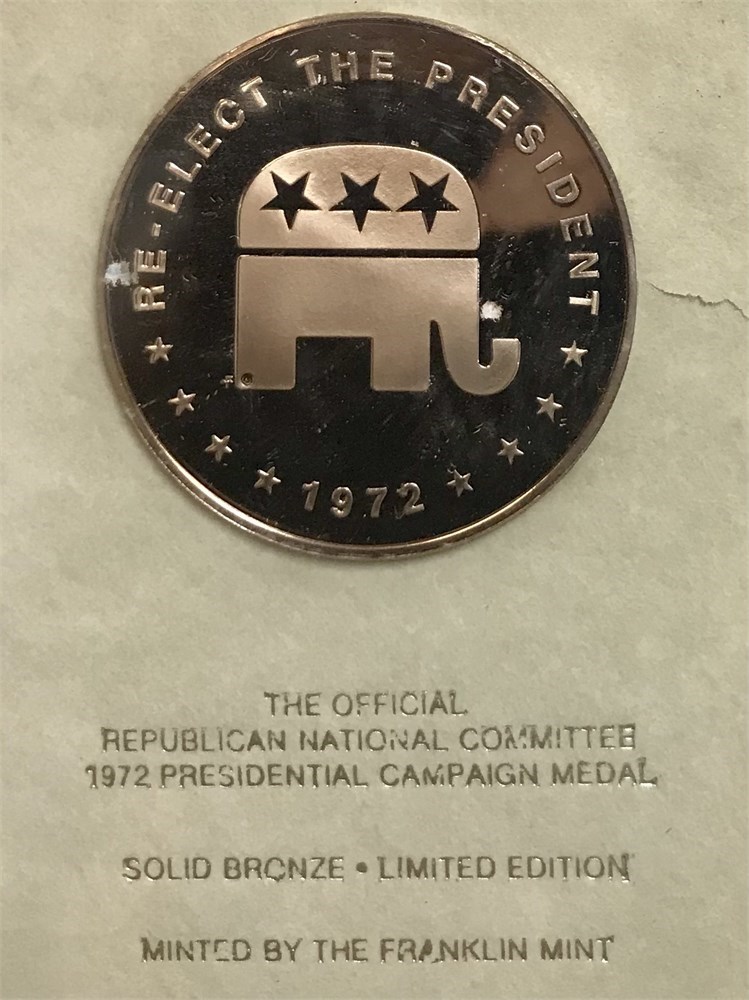 RE-ELECT THE PRESIDENT
1972
THE OFFICIAL
REPUBLICAN NATIONAL COMMITTEE
1972 PRESIDENTIAL CAMPAIGN MEDAL
SOLID BRONZE • LIMITED EDITION
MINTED BY THE FRANKLIN MINT